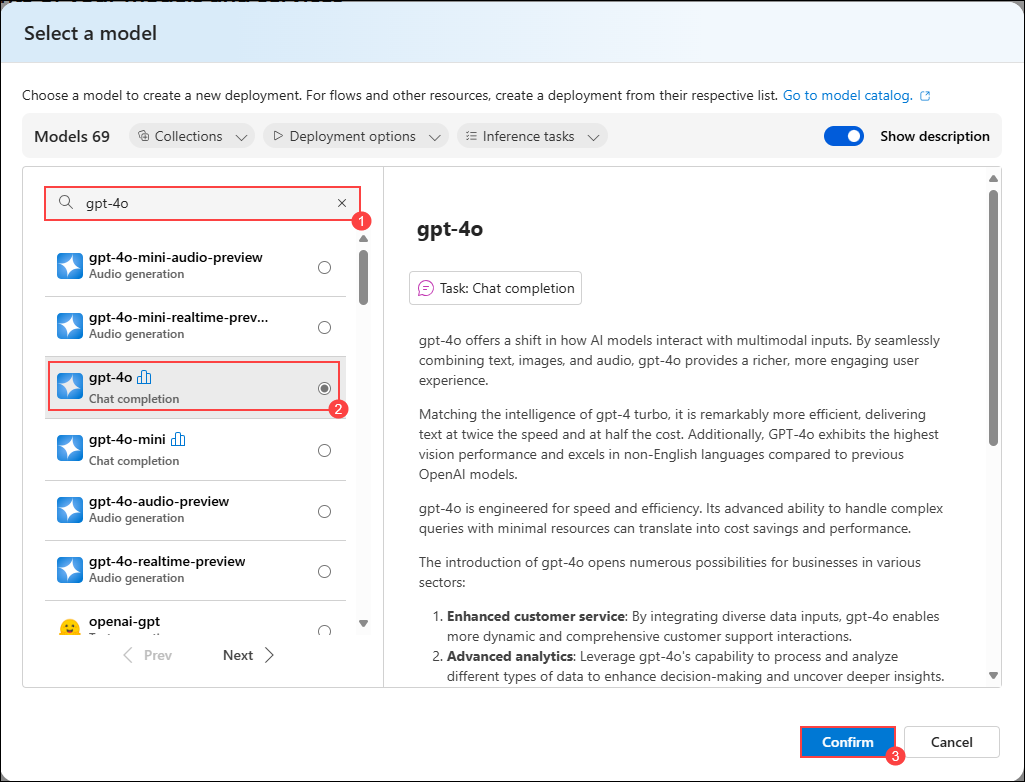 Select a model
Choose a model to create a new deployment. For flows and other resources, create a deployment from their respective list. Go to model catalog.
Models 69 Collections Deployment options Inference tasks Show description
gpt-4o
1
gpt-4o-mini-audio-preview
Audio generation
gpt-4o-mini-realtime-prev...
Audio generation
gpt-4o
Chat completion
2
gpt-4o-mini
Chat completion
gpt-4o-audio-preview
Audio generation
gpt-4o-realtime-preview
Audio generation
openai-gpt
Prev Next
gpt-4o
Task: Chat completion
gpt-4o offers a shift in how AI models interact with multimodal inputs. By seamlessly
combining text, images, and audio, gpt-4o provides a richer, more engaging user
experience.
Matching the intelligence of gpt-4 turbo, it is remarkably more efficient, delivering
text at twice the speed and at half the cost. Additionally, GPT-4o exhibits the highest
vision performance and excels in non-English languages compared to previous
OpenAI models.
gpt-4o is engineered for speed and efficiency. Its advanced ability to handle complex
queries with minimal resources can translate into cost savings and performance.
The introduction of gpt-4o opens numerous possibilities for businesses in various
sectors:
1. Enhanced customer service: By integrating diverse data inputs, gpt-4o enables
more dynamic and comprehensive customer support interactions.
2. Advanced analytics: Leverage gpt-4o's capability to process and analyze
different types of data to enhance decision-making and uncover deeper insights.
Confirm Cancel
3